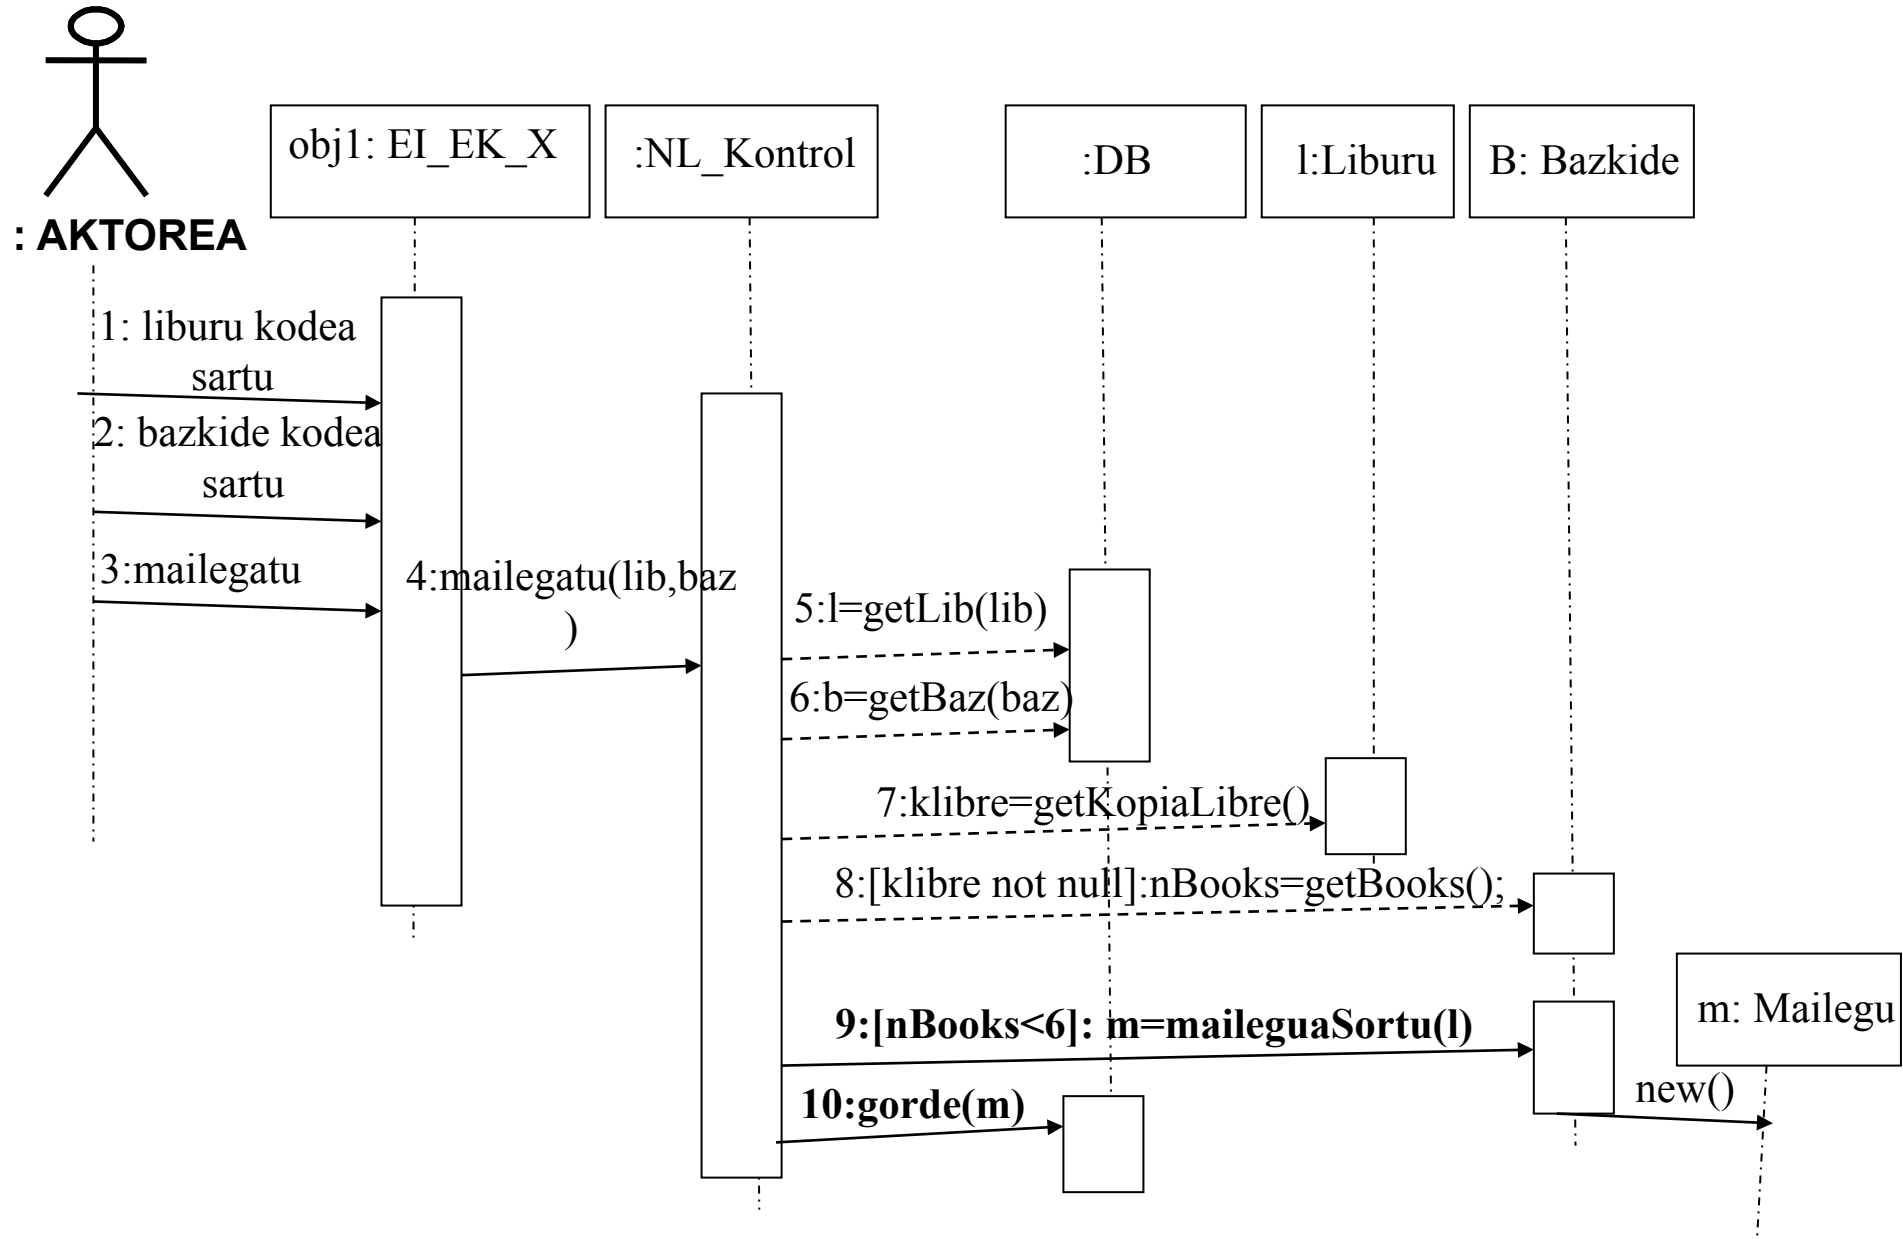 : AKTOREA
obj1: EI_EK_X
:NL_Kontrol
:DB
l:Liburu
B: Bazkide
1: liburu kodea
sartu
2: bazkide kodea
sartu
3:mailegatu
4:mailegatu(lib,baz
)
5:l=getLib(lib)
6:b=getBaz(baz)
7:klibre=getKopiaLibre()
8:[klibre not null]:nBooks=getBooks();
9:[nBooks<6]: m=maileguaSortu(l)
m: Mailegu
new()
10:gorde(m)